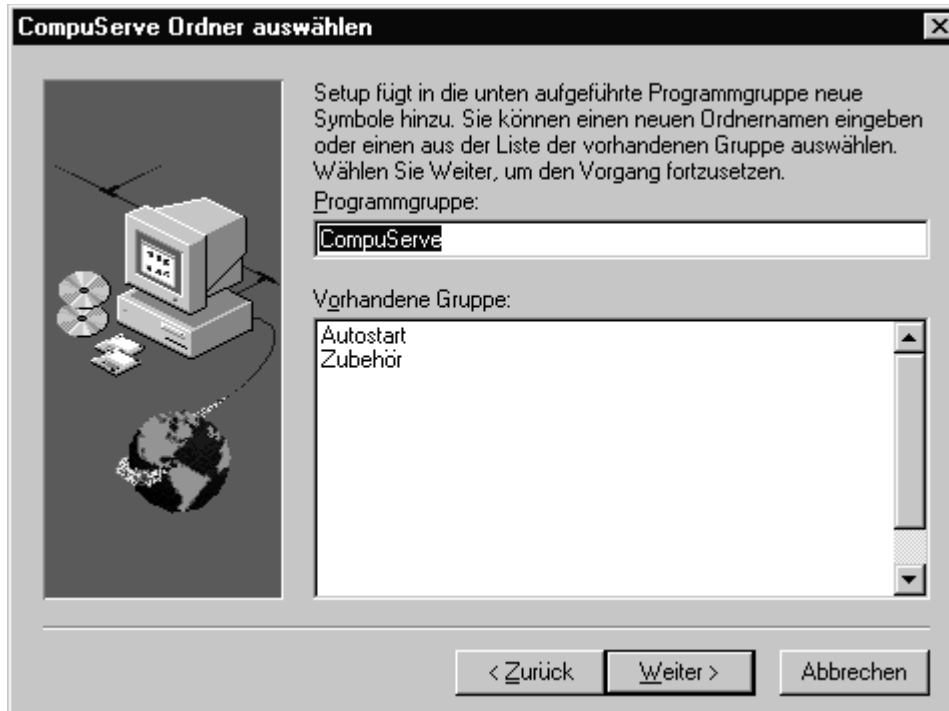 CompuServe Ordner auswählen
Setup fügt in die unten aufgeführte Programmgruppe neue
Symbole hinzu. Sie können einen neuen Ordnernamen eingeben
oder einen aus der Liste der vorhandenen Gruppe auswählen.
Wählen Sie Weiter, um den Vorgang fortzusetzen.
Programmgruppe:
CompuServe
Vorhandene Gruppe:
Autostart
Zubehör
< Zurück
Weiter >
Abbrechen